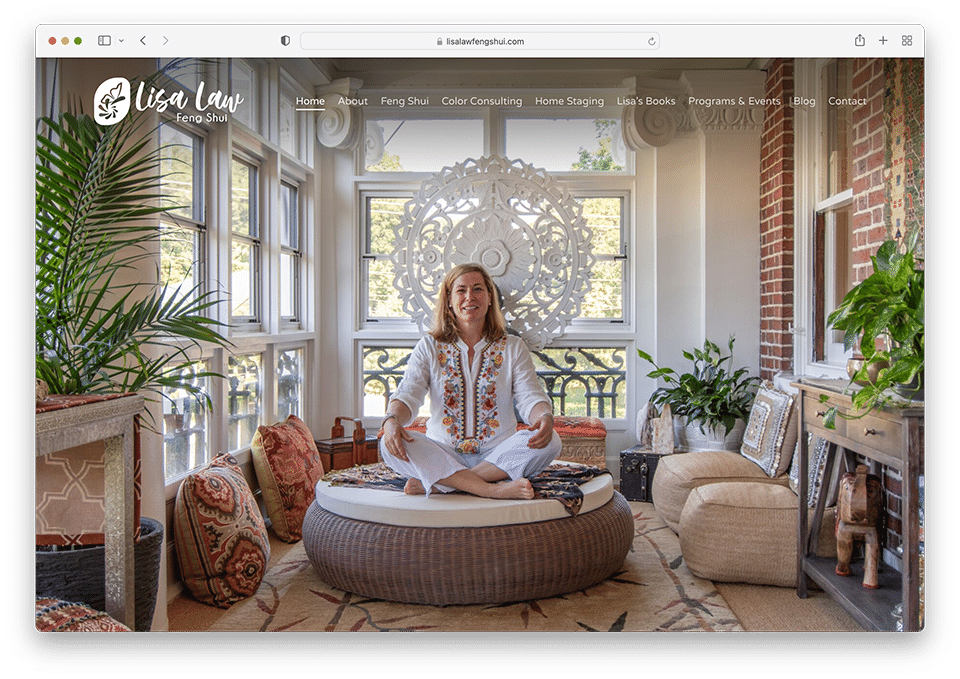 lisalawfengshui.com
Lisa Law
Feng Shui
Home About Feng Shui Color Consulting Home Staging Lisa's Books Programs & Events Blog Contact